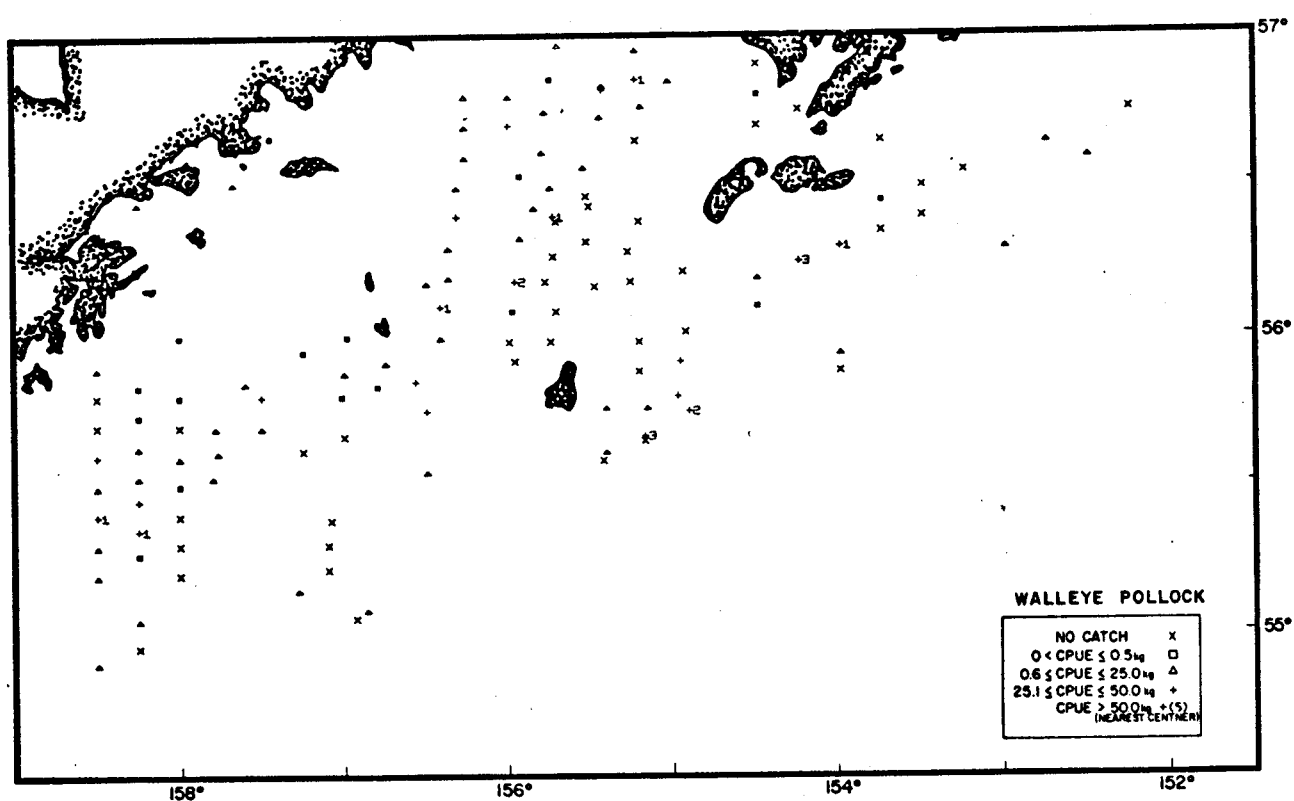 57°
+1
+1
+1
+3
+2
+1
56°
+2
+3
+1
+1
WALLEYE POLLOCK
NO CATCH x
0 < CPUE ≤ 0.5kg □
55°
0.6 ≤ CPUE ≤ 25.0kg △
25.1 ≤ CPUE ≤ 50.0kg +
CPUE > 50.0kg +(5)
(NEAREST CENTNER)
158° 156° 154° 152°